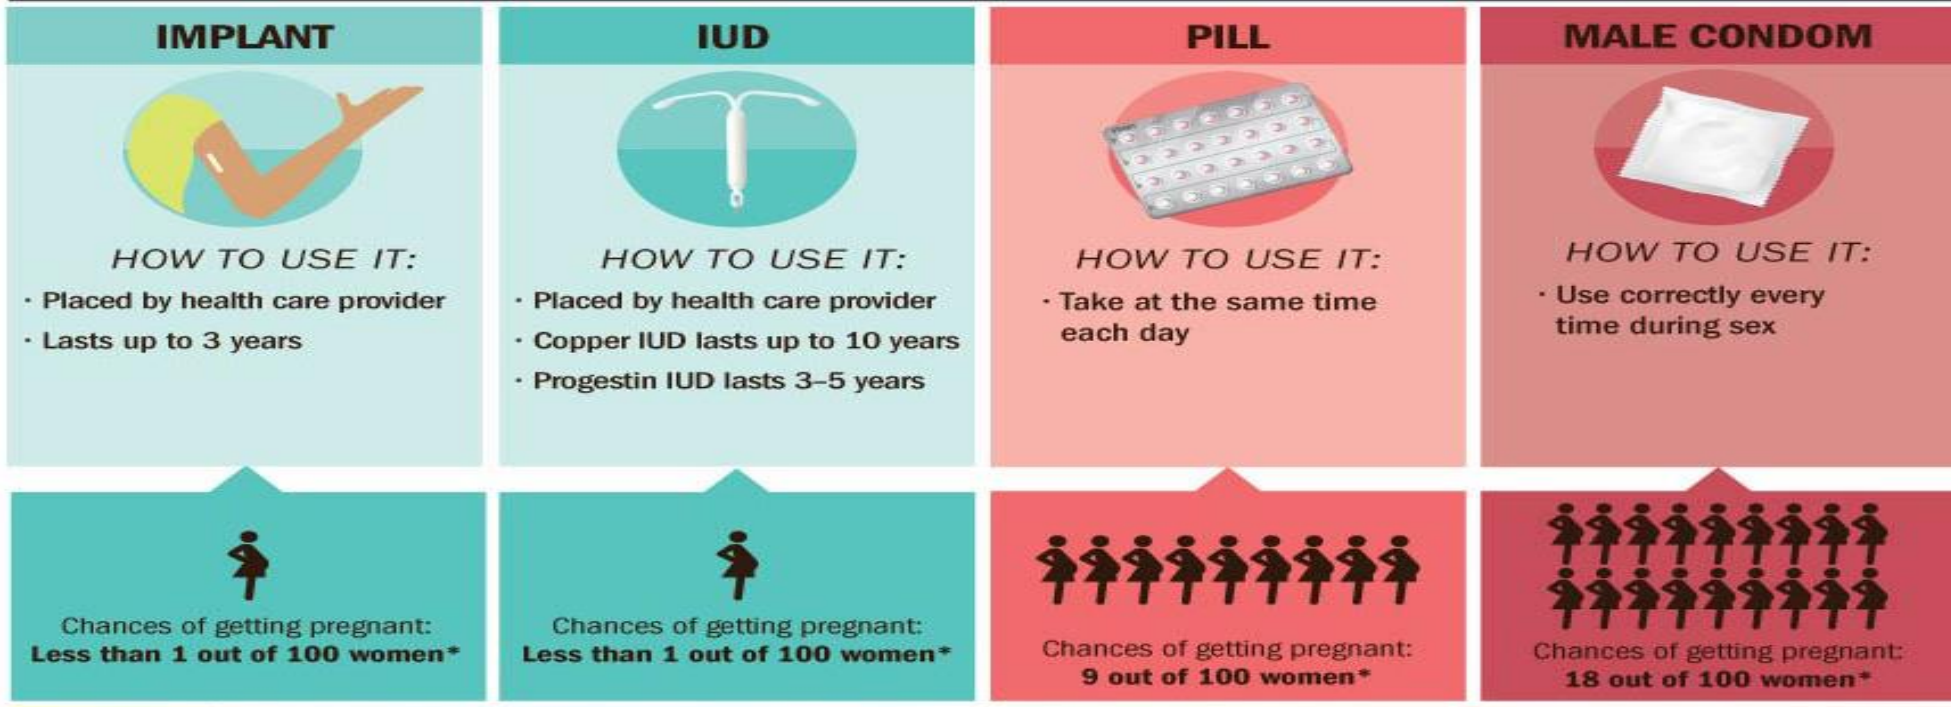 IMPLANT
HOW TO USE IT:
· Placed by health care provider
· Lasts up to 3 years
Chances of getting pregnant:
Less than 1 out of 100 women*
IUD
HOW TO USE IT:
· Placed by health care provider
· Copper IUD lasts up to 10 years
· Progestin IUD lasts 3–5 years
Chances of getting pregnant:
Less than 1 out of 100 women*
PILL
HOW TO USE IT:
· Take at the same time
each day
Chances of getting pregnant:
9 out of 100 women*
MALE CONDOM
HOW TO USE IT:
· Use correctly every
time during sex
Chances of getting pregnant:
18 out of 100 women*